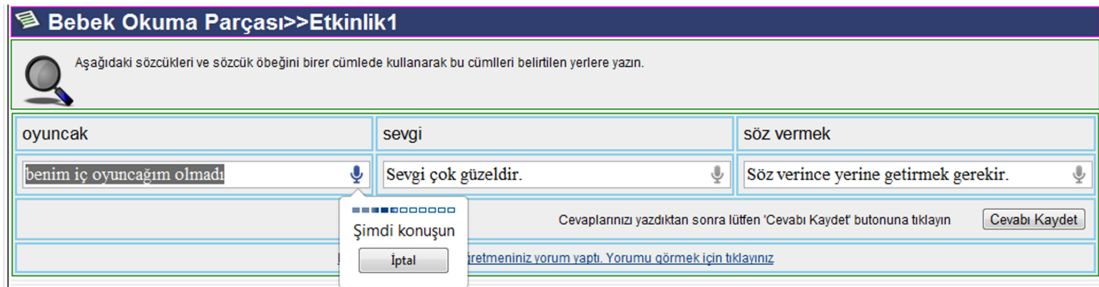 Bebek Okuma Parçası>>Etkinlik1
Aşağıdaki sözcükleri ve sözcük öbeğini birer cümlede kullanarak bu cümlleri belirtilen yerlere yazın.
oyuncak
sevgi
söz vermek
benim iç oyuncağım olmadı
Sevgi çok güzeldir.
Söz verince yerine getirmek gerekir.
Şimdi konuşun
İptal
Cevaplarınızı yazdıktan sonra lütfen 'Cevabı Kaydet' butonuna tıklayın
Cevabı Kaydet
yorum yaptı. Yorumu görmek için tıklayınız